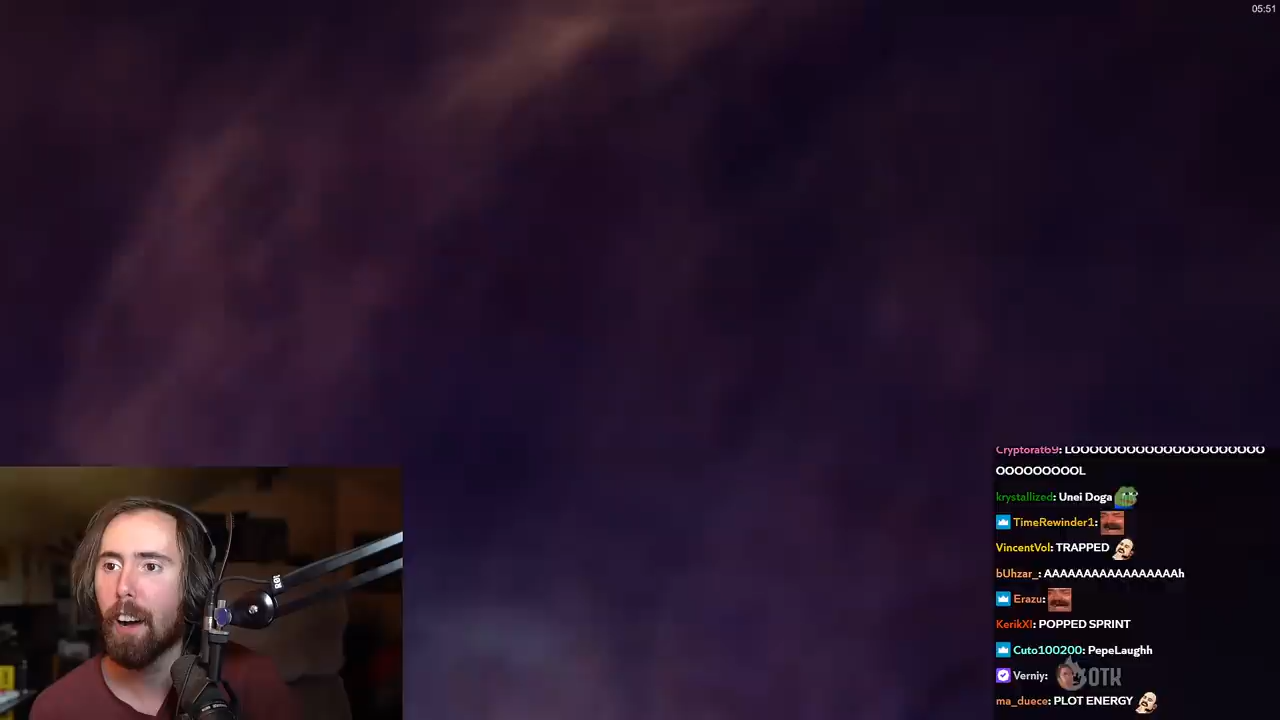 05:51
Cryptorat69: LOOOOOOOOOOOOOOOOOOOOOOO
OOOOOOOOOL
krystallized: Unei Doga
TimeRewinder1:
VincentVol: TRAPPED
bUhzar_: AAAAAAAAAAAAAAAAAh
Erazu:
KerikXI: POPPED SPRINT
Cuto100200: PepeLaughh
Verniy:
OTK
ma_duece: PLOT ENERGY